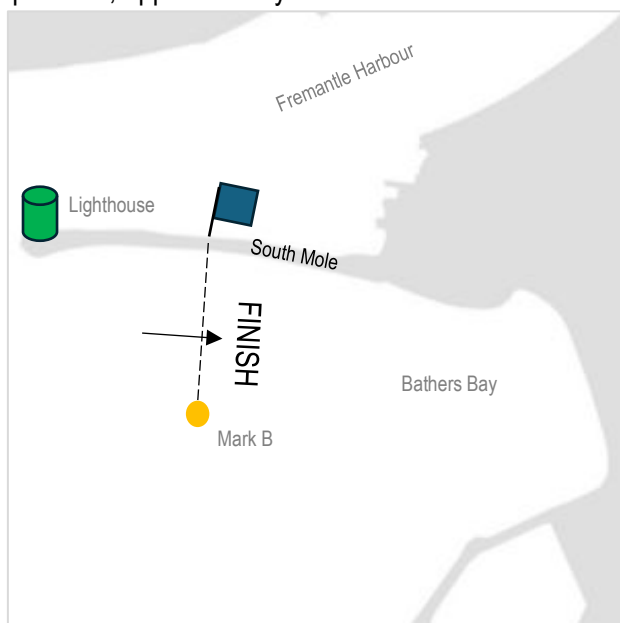 Fremantle Harbour
Lighthouse
South Mole
FINISH
Bathers Bay
Mark B